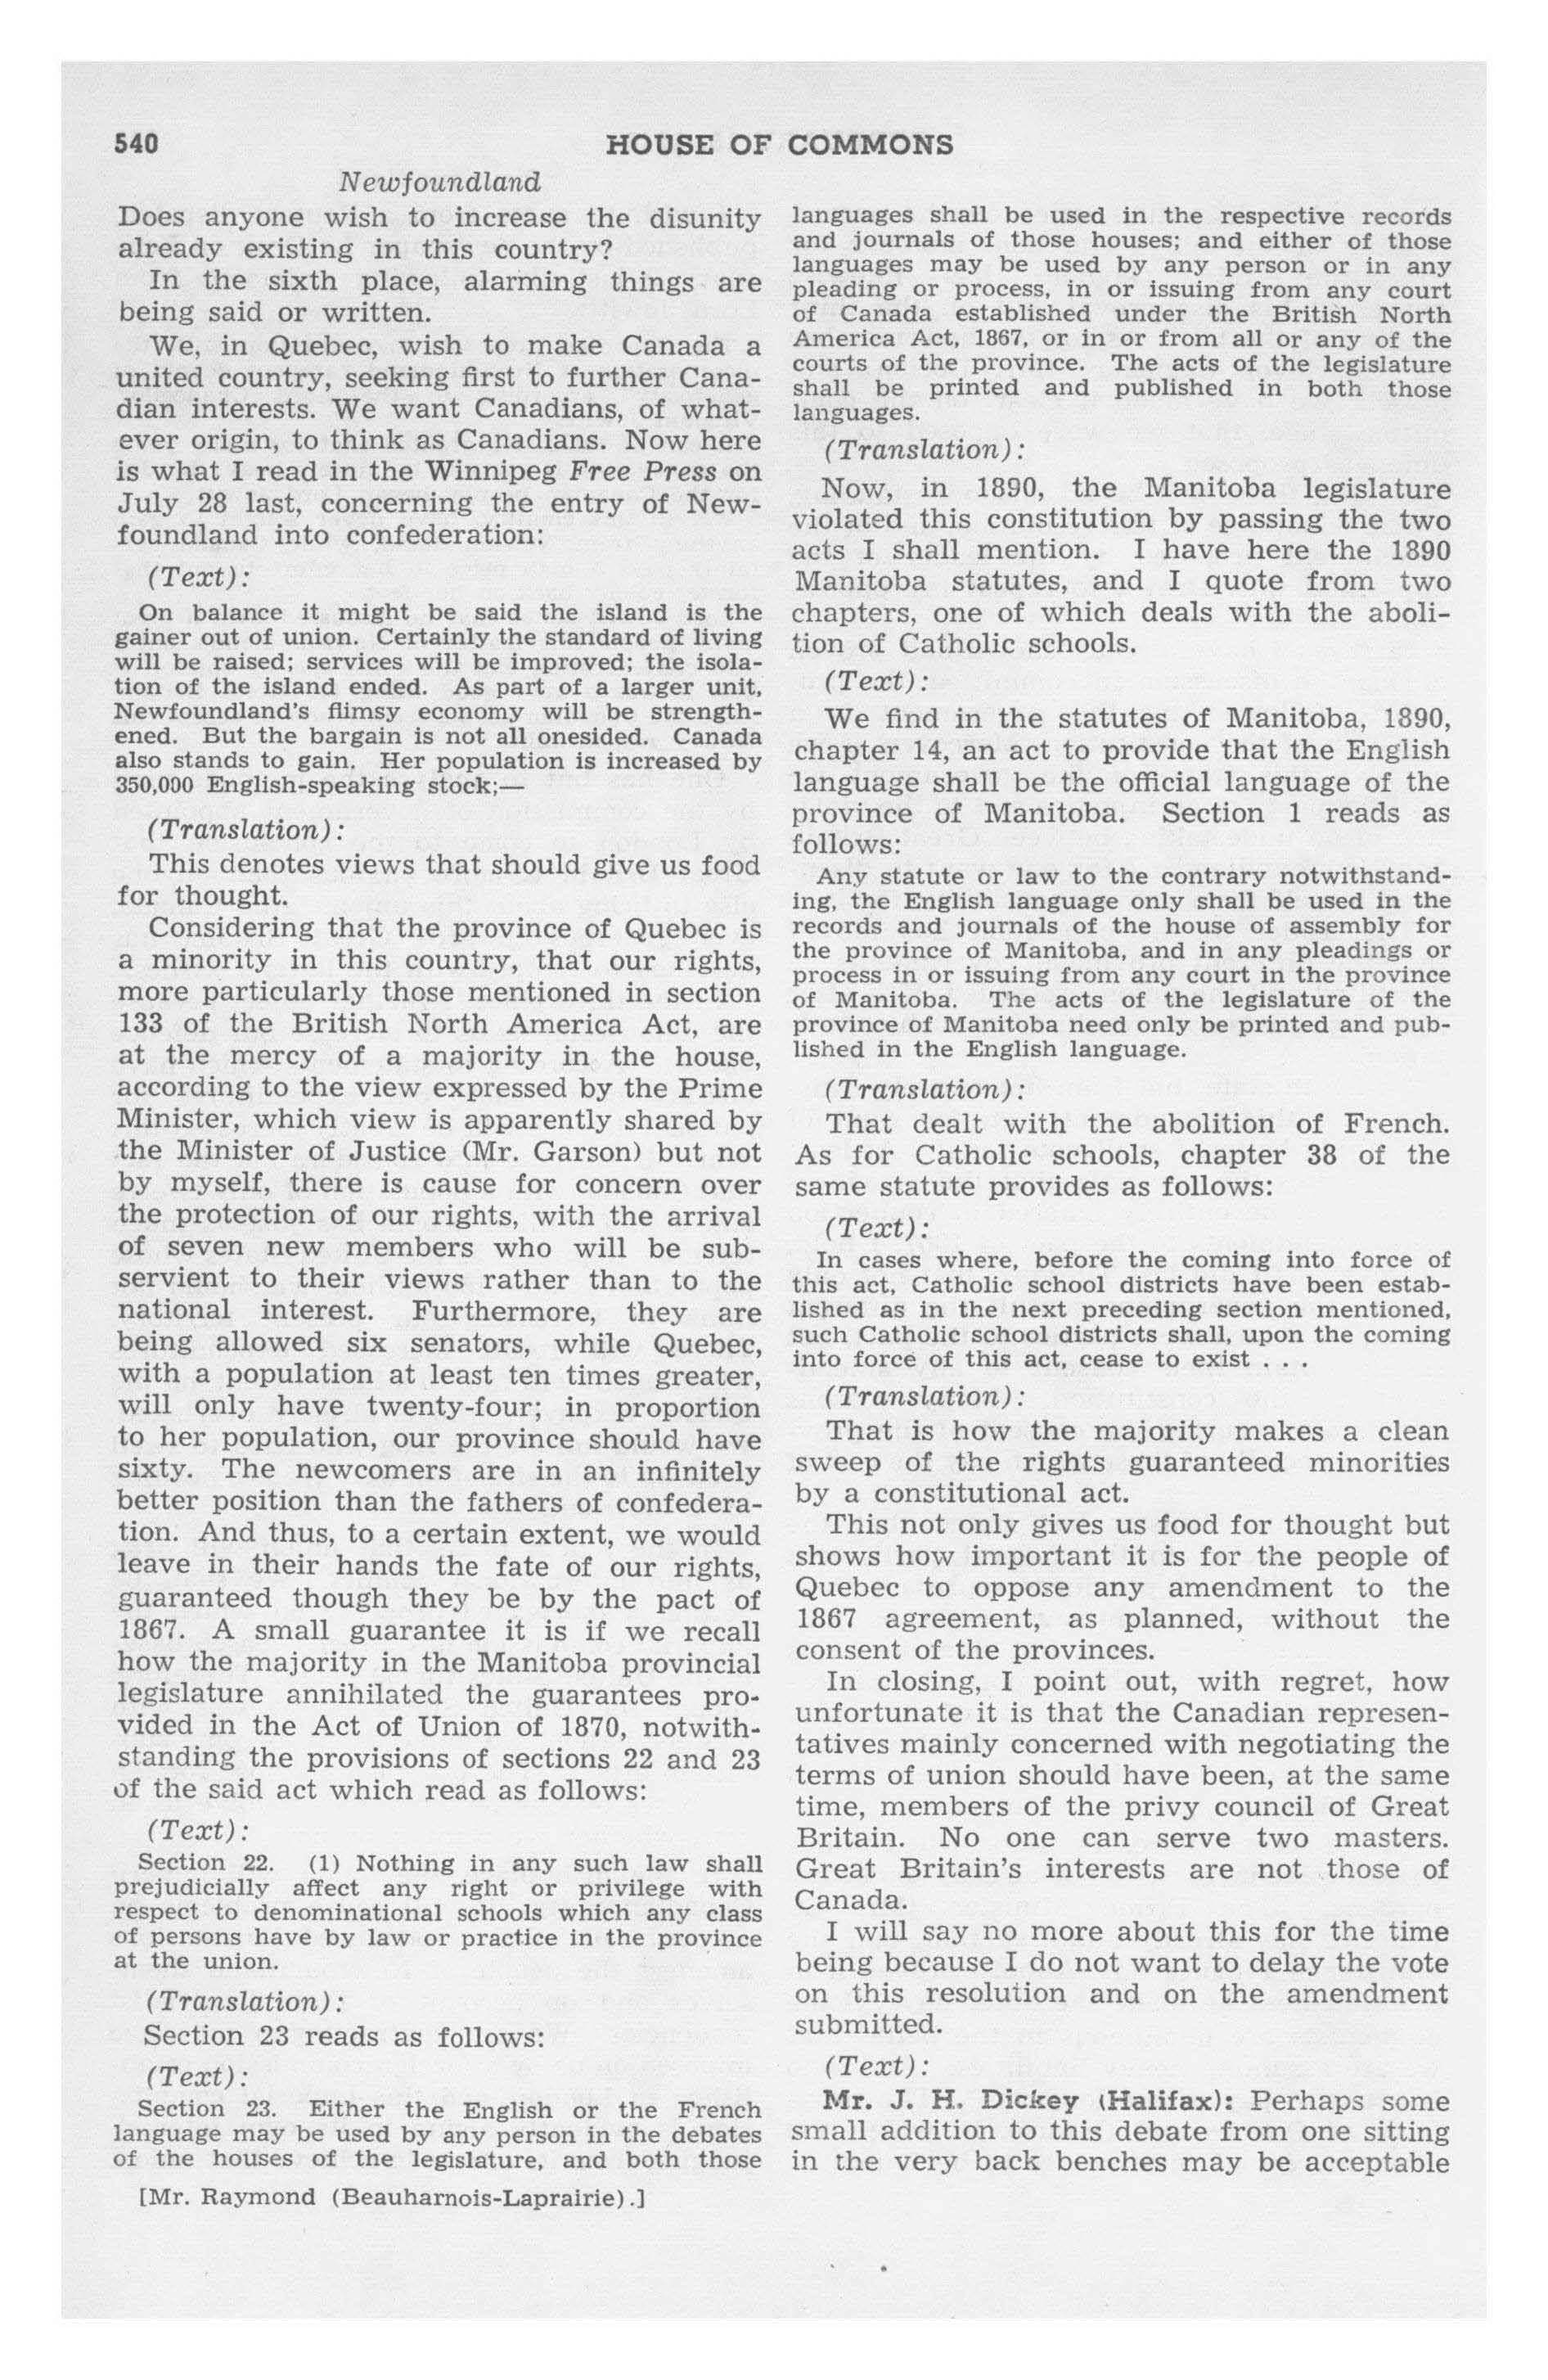 540
HOUSE OF COMMONS
Newfoundland
Does anyone wish to increase the disunity
already existing in this country?
In the sixth place, alarming things are
being said or written.
We, in Quebec, wish to make Canada a
united country, seeking first to further Cana-
dian interests. We want Canadians, of what-
ever origin, to think as Canadians. Now here
is what I read in the Winnipeg Free Press on
July 28 last, concerning the entry of New-
foundland into confederation:
(Text):
On balance it might be said the island is the
gainer out of union. Certainly the standard of living
will be raised; services will be improved; the isola-
tion of the island ended. As part of a larger unit,
Newfoundland's flimsy economy will be strength-
ened. But the bargain is not all onesided. Canada
also stands to gain. Her population is increased by
350,000 English-speaking stock;—
(Translation):
This denotes views that should give us food
for thought.
Considering that the province of Quebec is
a minority in this country, that our rights,
more particularly those mentioned in section
133 of the British North America Act, are
at the mercy of a majority in the house,
according to the view expressed by the Prime
Minister, which view is apparently shared by
the Minister of Justice (Mr. Garson) but not
by myself, there is cause for concern over
the protection of our rights, with the arrival
of seven new members who will be sub-
servient to their views rather than to the
national interest. Furthermore, they are
being allowed six senators, while Quebec,
with a population at least ten times greater,
will only have twenty-four; in proportion
to her population, our province should have
sixty. The newcomers are in an infinitely
better position than the fathers of confedera-
tion. And thus, to a certain extent, we would
leave in their hands the fate of our rights,
guaranteed though they be by the pact of
1867. A small guarantee it is if we recall
how the majority in the Manitoba provincial
legislature annihilated the guarantees pro-
vided in the Act of Union of 1870, notwith-
standing the provisions of sections 22 and 23
of the said act which read as follows:
(Text):
Section 22. (1) Nothing in any such law shall
prejudicially affect any right or privilege with
respect to denominational schools which any class
of persons have by law or practice in the province
at the union.
(Translation):
Section 23 reads as follows:
(Text):
Section 23. Either the English or the French
language may be used by any person in the debates
of the houses of the legislature, and both those
[Mr. Raymond (Beauharnois-Laprairie).]
languages shall be used in the respective records
and journals of those houses; and either of those
languages may be used by any person or in any
pleading or process, in or issuing from any court
of Canada established under the British North
America Act, 1867, or in or from all or any of the
courts of the province. The acts of the legislature
shall be printed and published in both those
languages.
(Translation):
Now, in 1890, the Manitoba legislature
violated this constitution by passing the two
acts I shall mention. I have here the 1890
Manitoba statutes, and I quote from two
chapters, one of which deals with the aboli-
tion of Catholic schools.
(Text):
We find in the statutes of Manitoba, 1890,
chapter 14, an act to provide that the English
language shall be the official language of the
province of Manitoba. Section 1 reads as
follows:
Any statute or law to the contrary notwithstand-
ing, the English language only shall be used in the
records and journals of the house of assembly for
the province of Manitoba, and in any pleadings or
process in or issuing from any court in the province
of Manitoba. The acts of the legislature of the
province of Manitoba need only be printed and pub-
lished in the English language.
(Translation):
That dealt with the abolition of French.
As for Catholic schools, chapter 38 of the
same statute provides as follows:
(Text):
In cases where, before the coming into force of
this act, Catholic school districts have been estab-
lished as in the next preceding section mentioned,
such Catholic school districts shall, upon the coming
into force of this act, cease to exist . . .
(Translation):
That is how the majority makes a clean
sweep of the rights guaranteed minorities
by a constitutional act.
This not only gives us food for thought but
shows how important it is for the people of
Quebec to oppose any amendment to the
1867 agreement, as planned, without the
consent of the provinces.
In closing, I point out, with regret, how
unfortunate it is that the Canadian represen-
tatives mainly concerned with negotiating the
terms of union should have been, at the same
time, members of the privy council of Great
Britain. No one can serve two masters.
Great Britain's interests are not those of
Canada.
I will say no more about this for the time
being because I do not want to delay the vote
on this resolution and on the amendment
submitted.
(Text):
Mr. J. H. Dickey (Halifax): Perhaps some
small addition to this debate from one sitting
in the very back benches may be acceptable